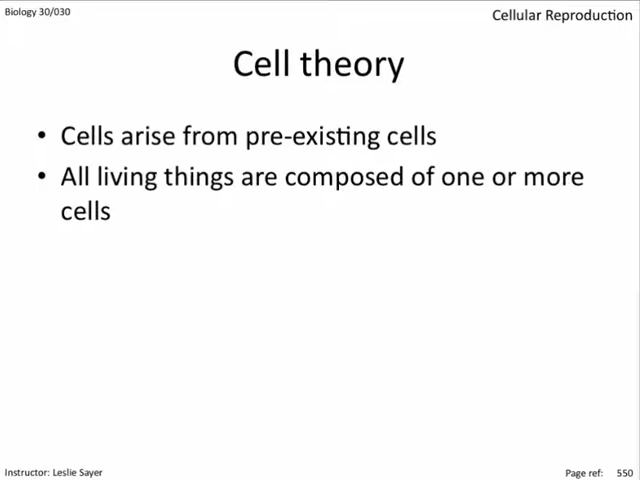 Biology 30/030
Cellular Reproduction
Cell theory
• Cells arise from pre-existing cells
• All living things are composed of one or more
cells
Instructor: Leslie Sayer
Page ref: 550